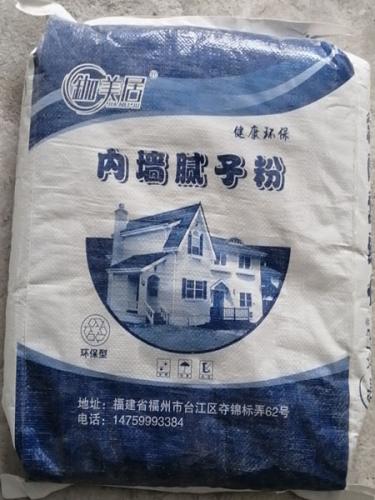 伽美居®
健康环保
内墙腻子粉
环保型
地址：福建省福州市台江区夺锦标弄62号
电话：14759993384